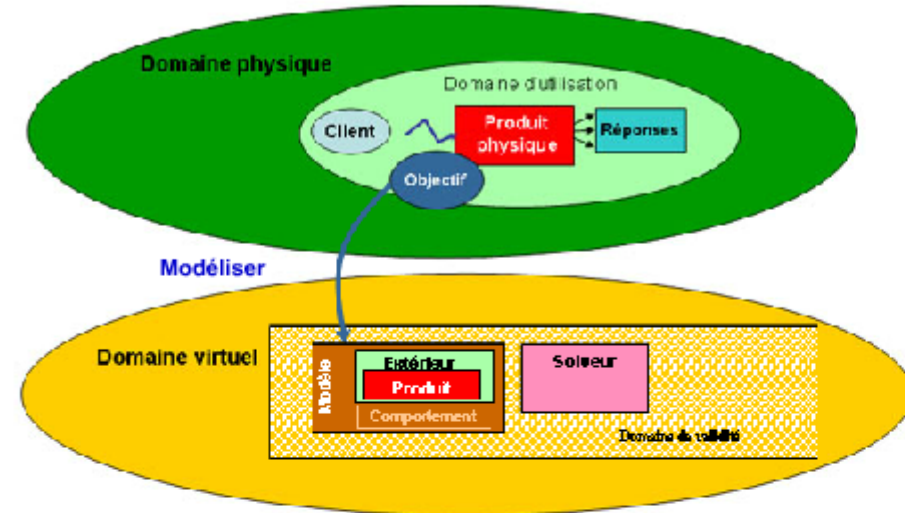 Domaine physique
Domaine d'utilisation
Client
Produit
physique
Réponses
Objectif
Modéliser
Domaine virtuel
Modèle
Extérieur
Produit
Comportement
Solveur
Domaine de validité